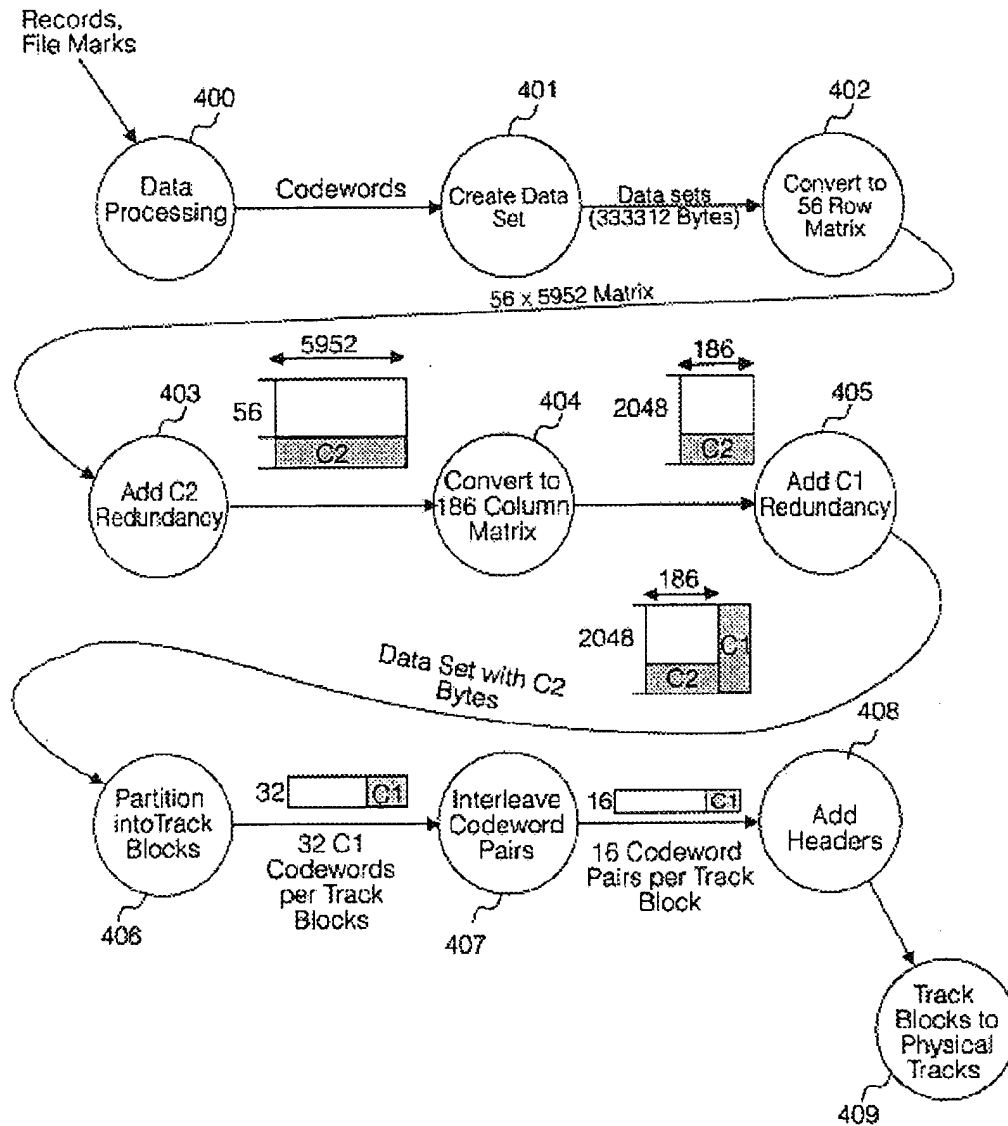 Records,
File Marks
400
401
402
Data
Processing
Codewords
Create Data
Set
Data sets
(333312 Bytes)
Convert to
56 Row
Matrix
56 x 5952 Matrix
5952
186
403
56
C2
404
2048
C2
405
Add C2
Redundancy
Convert to
186 Column
Matrix
Add C1
Redundancy
186
2048
C1
C2
Data Set with C2
Bytes
408
Partition
intoTrack
Blocks
32
C1
32 C1
Codewords
per Track
Blocks
Interleave
Codeword
Pairs
16
C1
16 Codeword
Pairs per Track
Block
Add
Headers
406
407
Track
Blocks to
Physical
Tracks
409